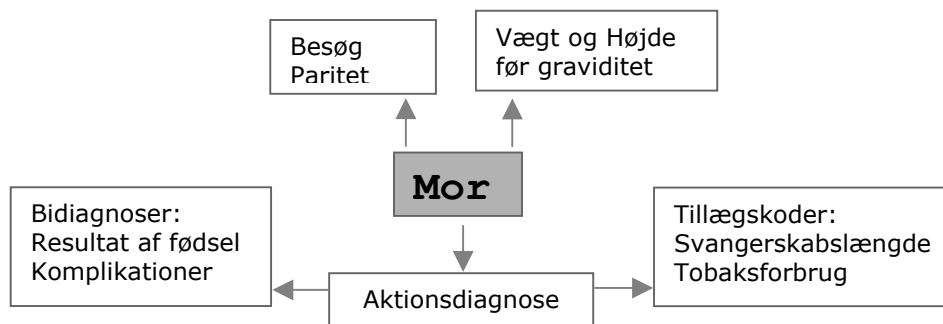 Besøg
Paritet
Vægt og Højde
før graviditet
Mor
Bidiagnoser:
Resultat af fødsel
Komplikationer
Tillægskoder:
Svangerskabslængde
Tobaksforbrug
Aktionsdiagnose